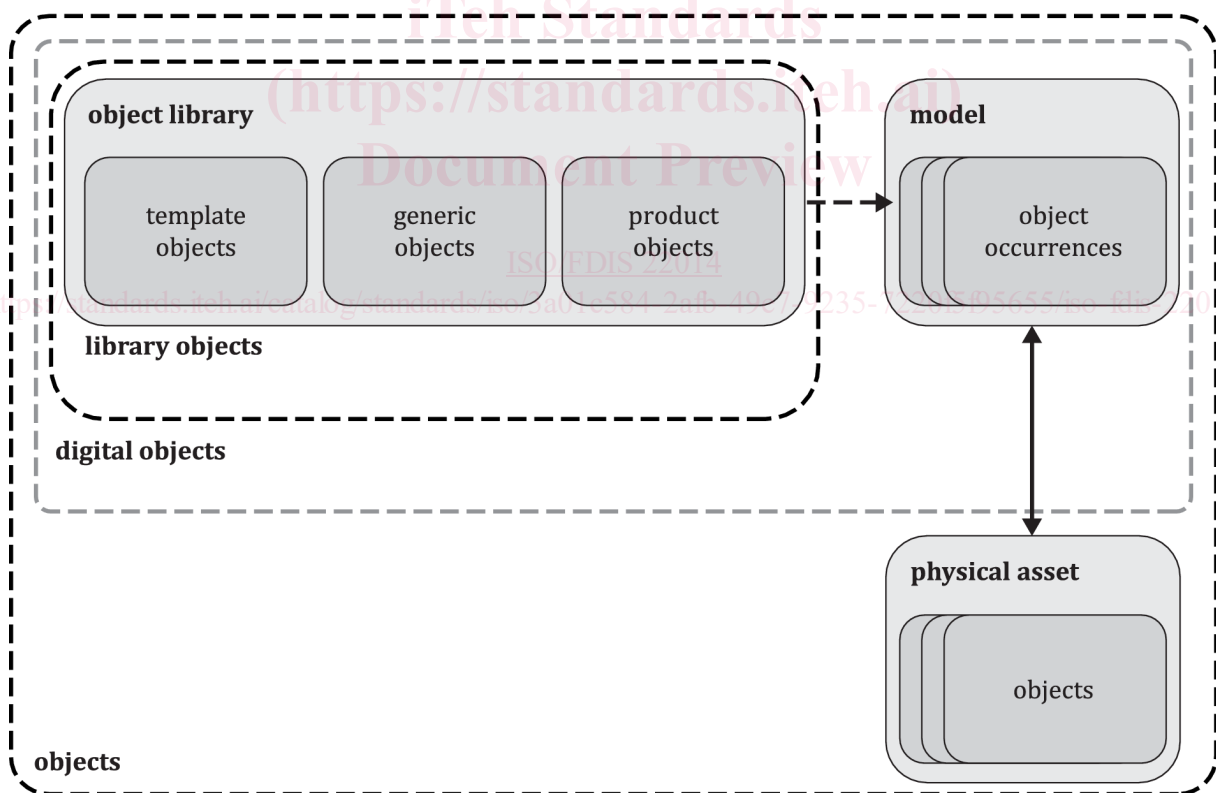 iTeh Standards
(https://standards.iteh.ai)
Document Preview
object library
model
template
objects
generic
objects
product
objects
object
occurrences
ISO/FDIS 22014
library objects
digital objects
physical asset
objects
objects